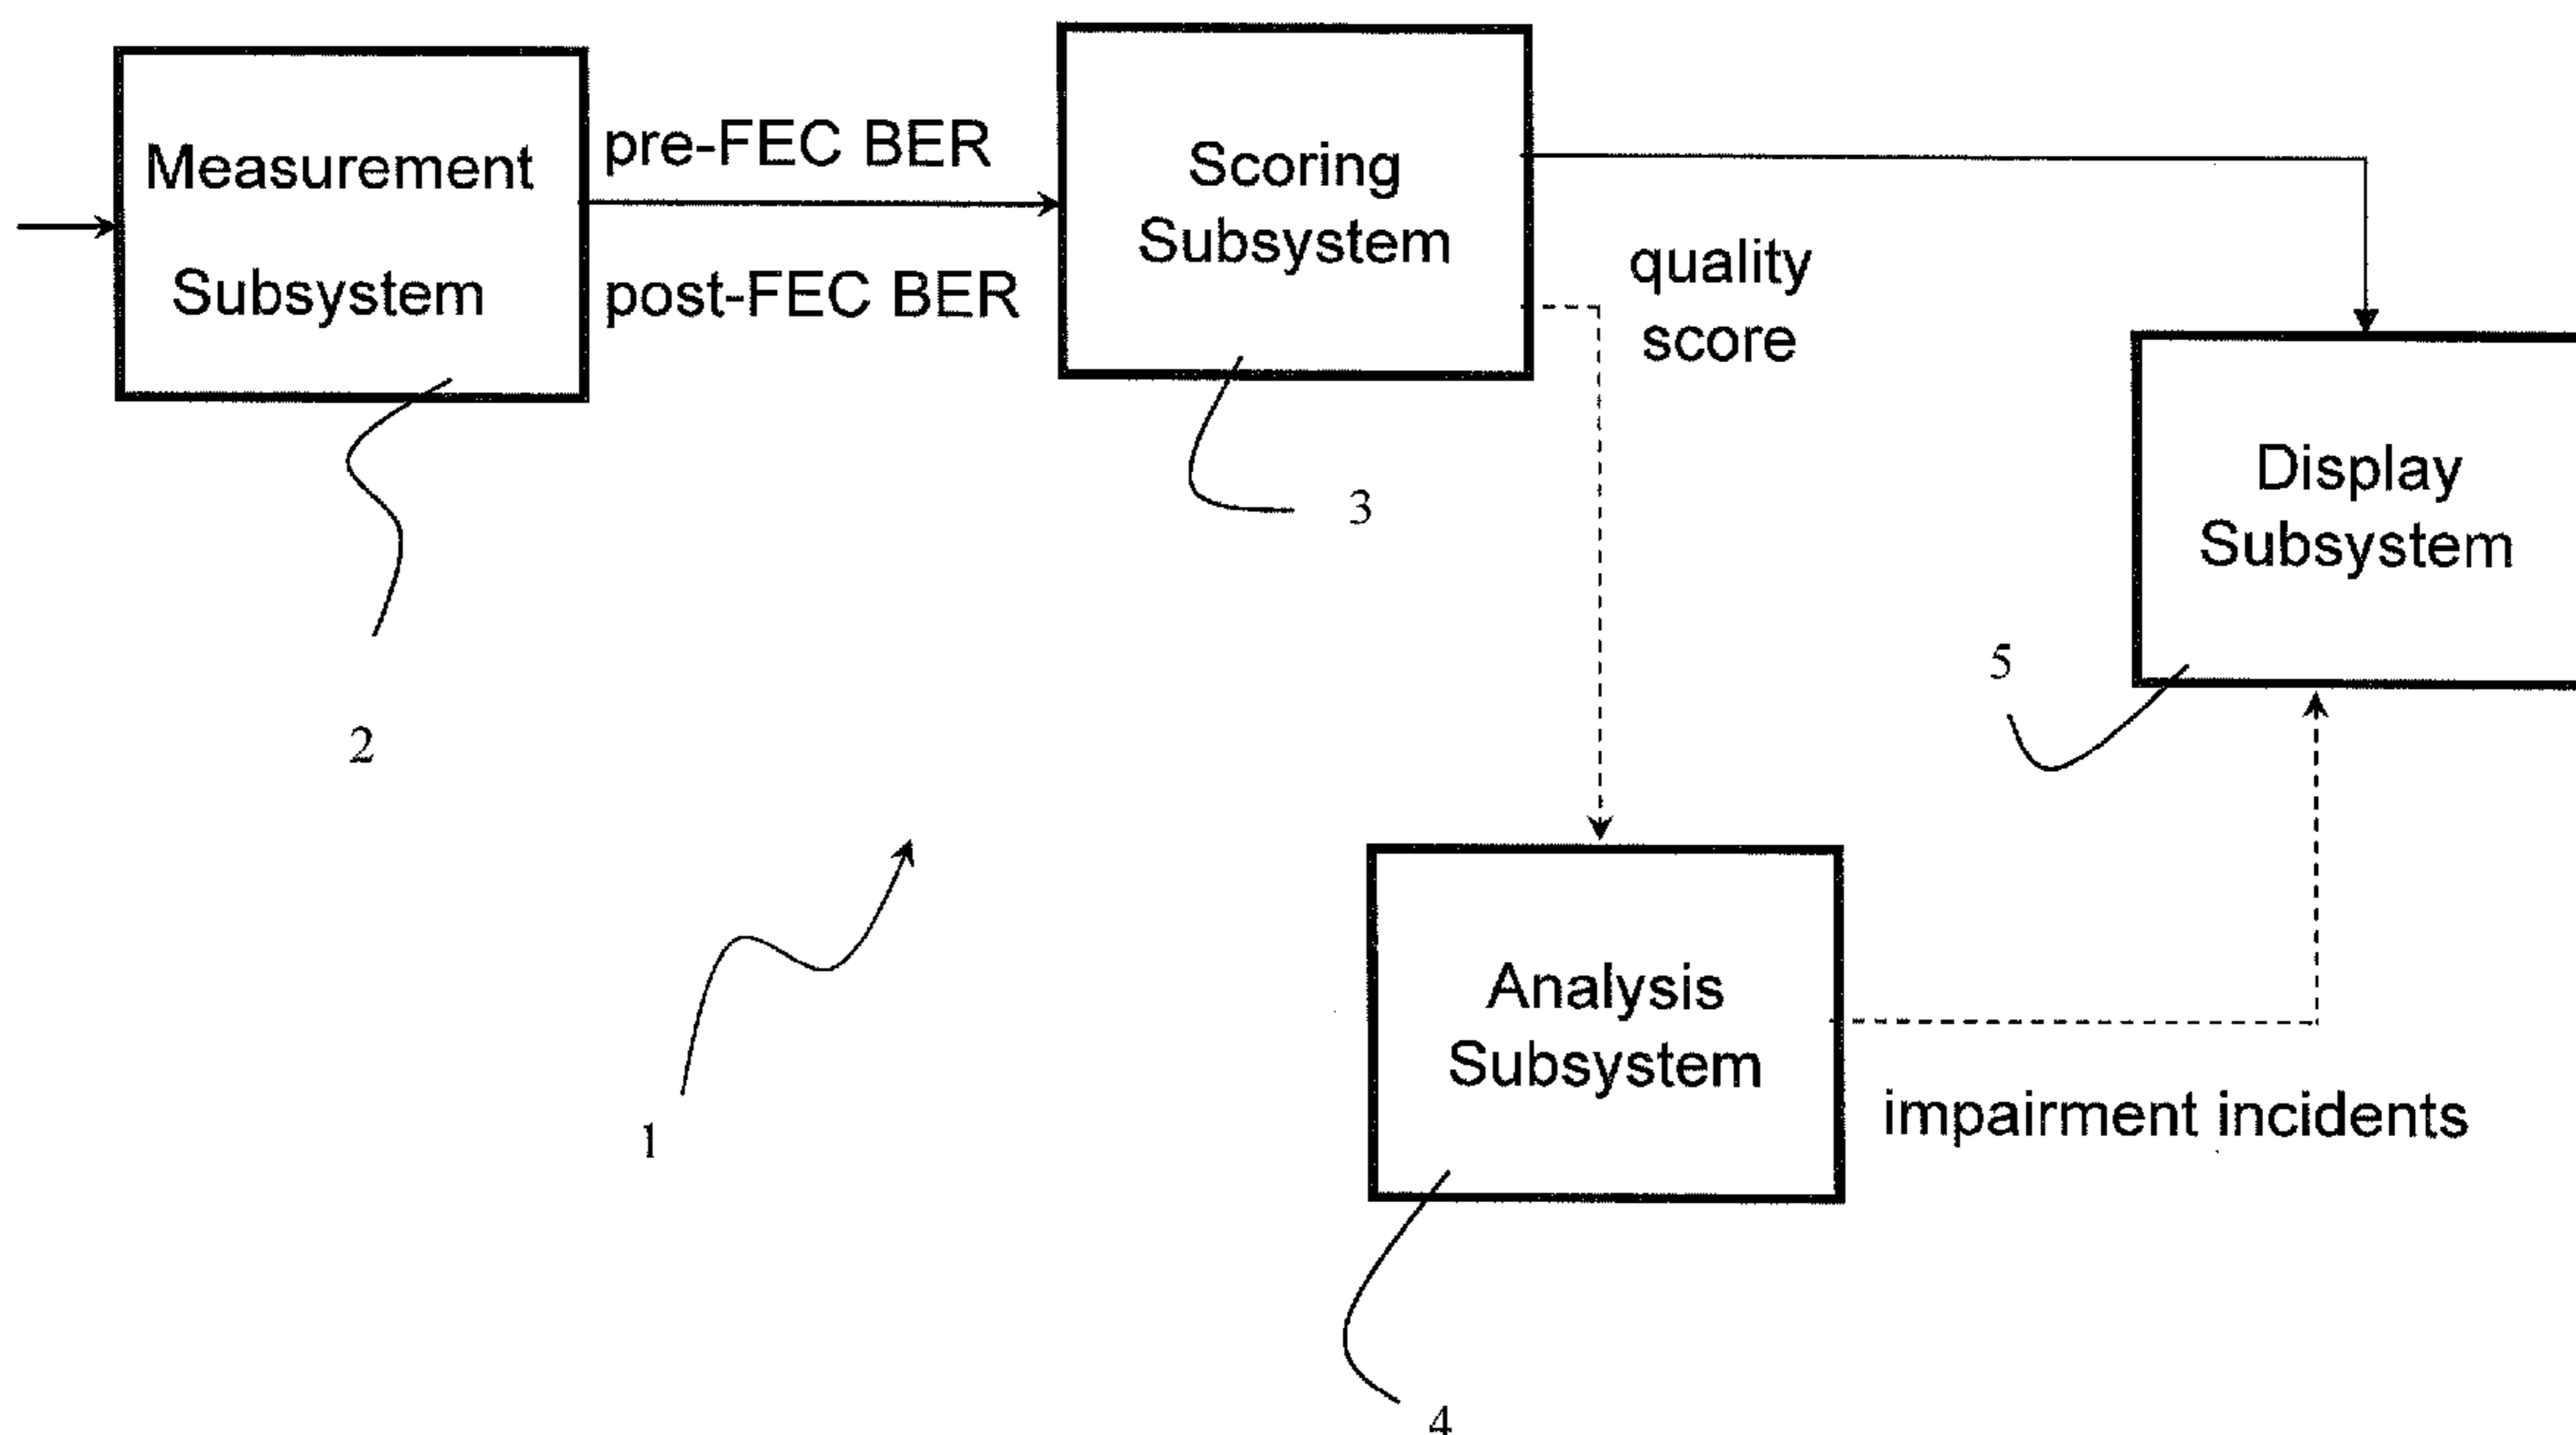 Measurement
Subsystem
pre-FEC BER
post-FEC BER
Scoring
Subsystem
quality
score
Display
Subsystem
3
5
2
Analysis
Subsystem
impairment incidents
1
4